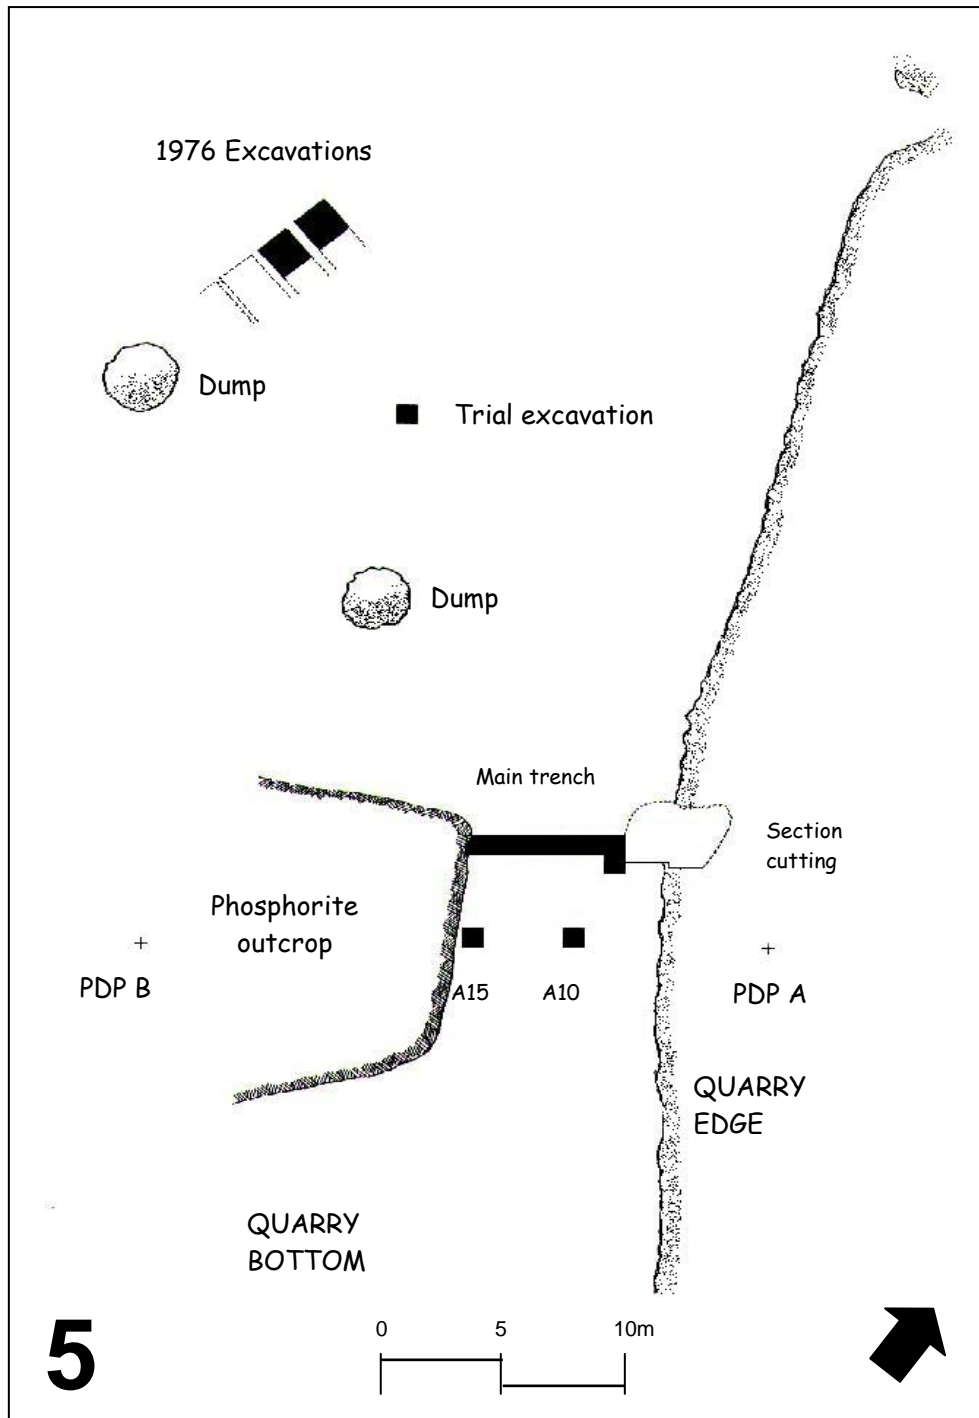 1976 Excavations
Dump
Trial excavation
Dump
Main trench
Section
cutting
Phosphorite
outcrop
PDP B
A15
A10
PDP A
QUARRY
EDGE
QUARRY
BOTTOM
5
0 5 10m